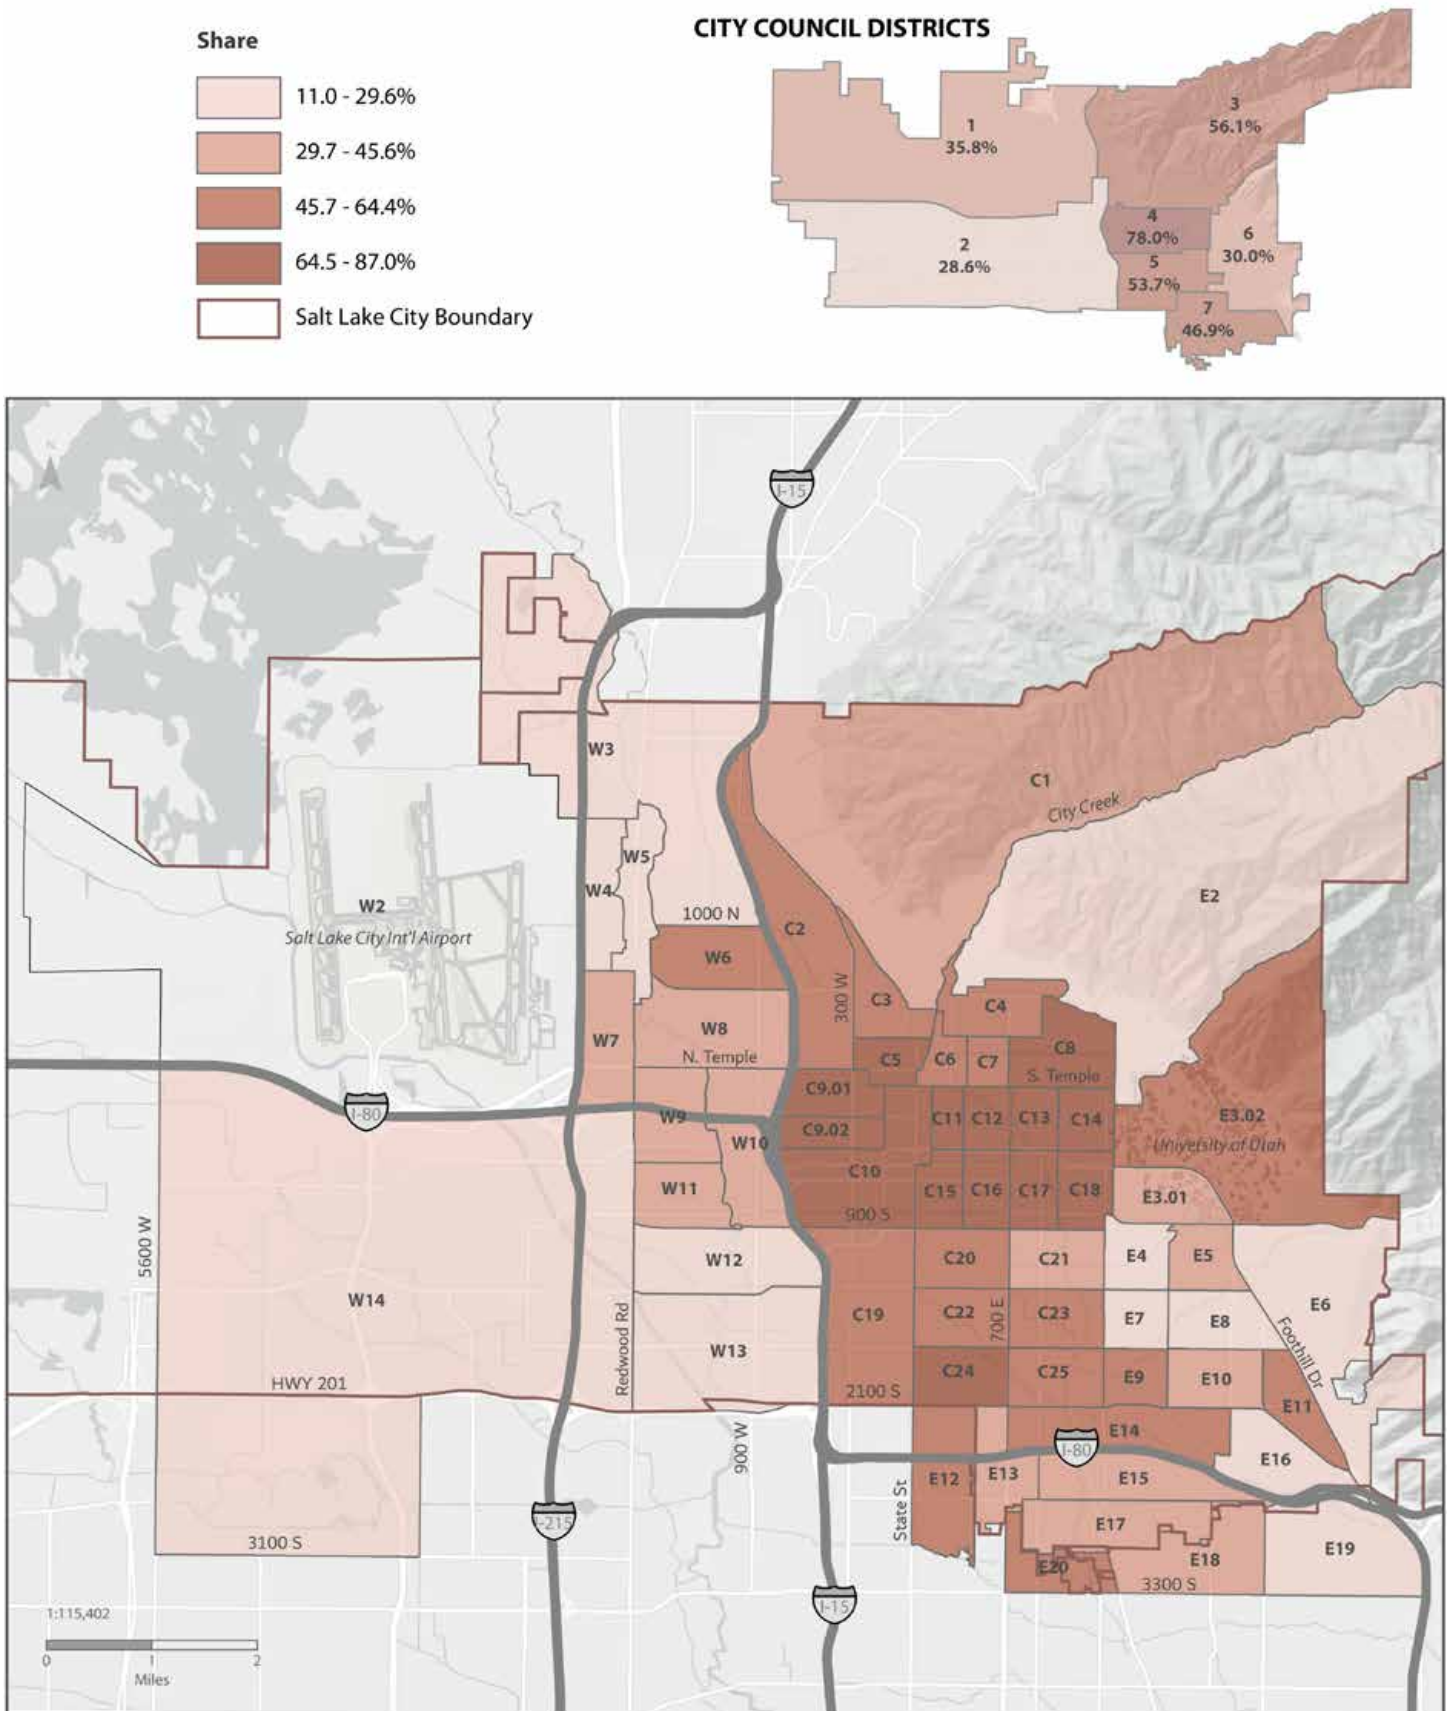 CITY COUNCIL DISTRICTS
Share
11.0 - 29.6%
29.7 - 45.6%
45.7 - 64.4%
64.5 - 87.0%
Salt Lake City Boundary
1
35.8%
3
56.1%
4
78.0%
2
28.6%
6
30.0%
5
53.7%
7
46.9%
I-15
W3
C1
City Creek
W5
W4
E2
W2
Salt Lake City Int'l Airport
1000 N
C2
W6
300 W
C3
C4
W7
W8
N. Temple
C5
C6
C7
C8
S. Temple
I-80
C9.01
W9
C9.02
C11
C12
C13
C14
E3.02
University of Utah
W10
C10
W11
C15
C16
C17
C18
E3.01
900 S
5600 W
W12
C20
C21
E4
E5
W14
C19
C22
700 E
C23
E7
E8
E6
Redwood Rd
W13
Foothill Dr
HWY 201
2100 S
C24
C25
E9
E10
E11
900 W
E14
I-80
E12
E13
E15
E16
State St
I-215
E17
3100 S
E20
E18
E19
3300 S
I-15
1:115,402
0
1
2
Miles